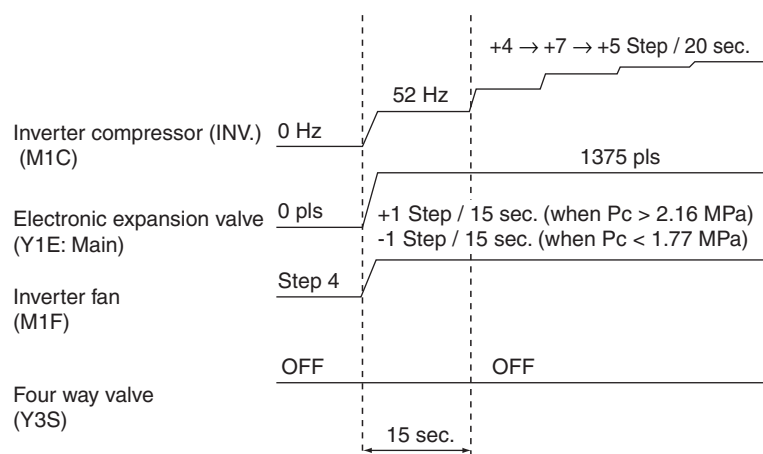 +4 → +7 → +5 Step / 20 sec.
52 Hz
Inverter compressor (INV.) 0 Hz
(M1C)
1375 pls
Electronic expansion valve 0 pls
(Y1E: Main)
+1 Step / 15 sec. (when Pc > 2.16 MPa)
-1 Step / 15 sec. (when Pc < 1.77 MPa)
Step 4
Inverter fan
(M1F)
OFF OFF
Four way valve
(Y3S)
15 sec.